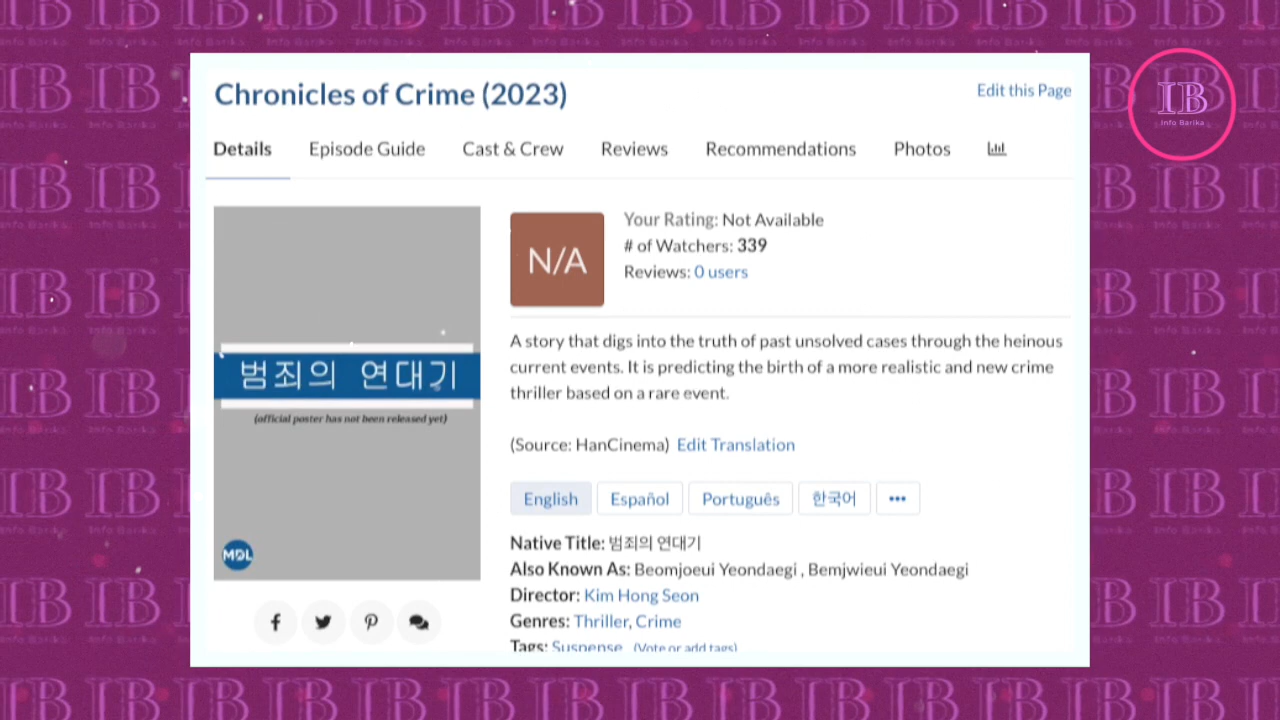 Chronicles of Crime (2023)
Edit this Page
IB
Info Barika
Details Episode Guide Cast & Crew Reviews Recommendations Photos
N/A
Your Rating: Not Available
# of Watchers: 339
Reviews: 0 users
A story that digs into the truth of past unsolved cases through the heinous
current events. It is predicting the birth of a more realistic and new crime
thriller based on a rare event.
범죄의 연대기
(official poster has not been released yet)
(Source: HanCinema) Edit Translation
English Español Português 한국어
Native Title: 범죄의 연대기
MDL
Also Known As: Beomjoeui Yeondaegi , Bemjwieui Yeondaegi
Director: Kim Hong Seon
Genres: Thriller, Crime
Tags: Suspense (Vote or add tags)